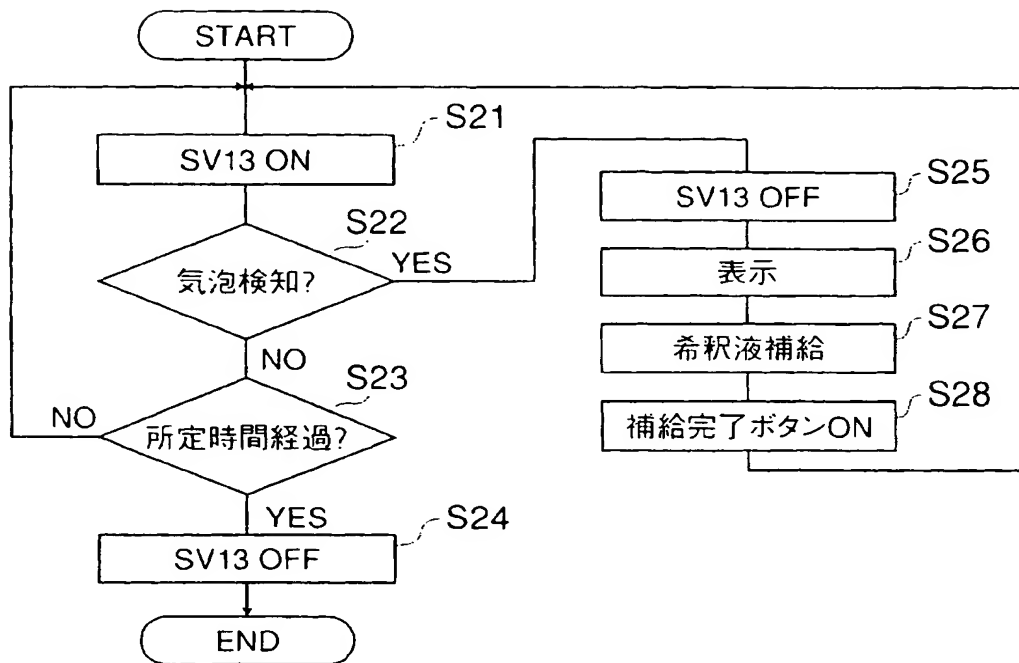 START
S21
SV13 ON
S22
気泡検知?
YES
NO
S23
所定時間経過?
NO
YES
S24
SV13 OFF
END
S25
SV13 OFF
S26
表示
S27
希釈液補給
S28
補給完了ボタンON